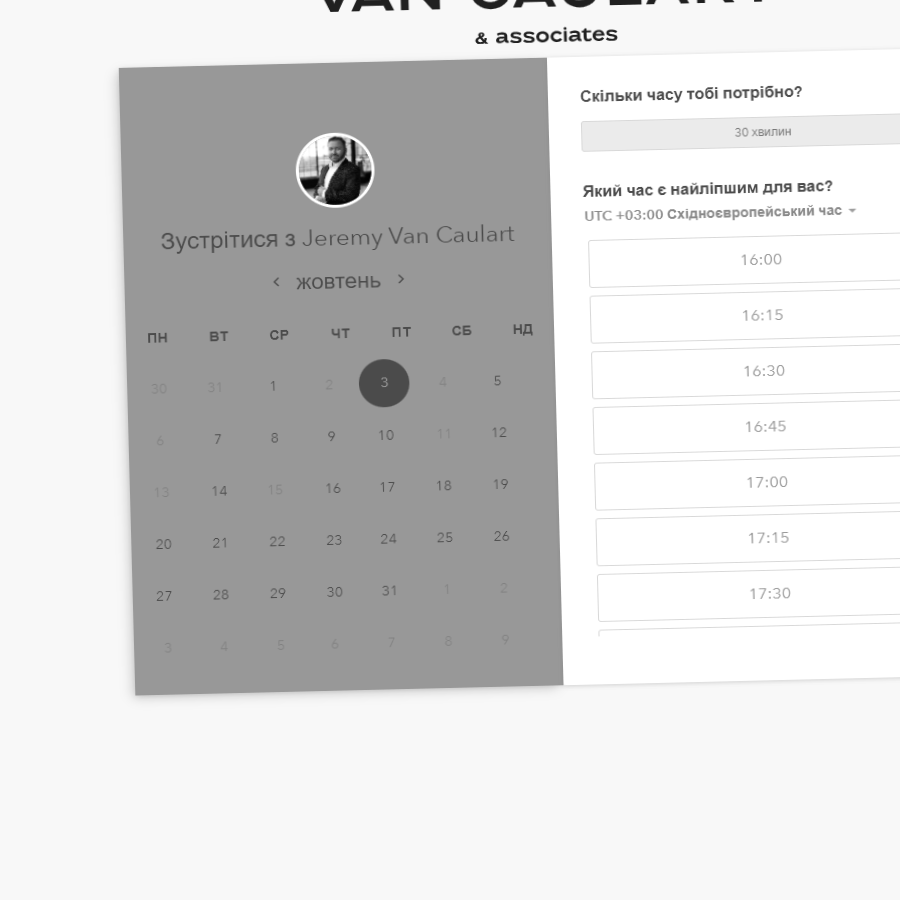 VAN CAULART
& associates
Зустрітися з Jeremy Van Caulart
жовтень
ПН ВТ СР ЧТ ПТ СБ НД
30 31 1 2 3 4 5
6 7 8 9 10 11 12
13 14 15 16 17 18 19
20 21 22 23 24 25 26
27 28 29 30 31 1 2
3 4 5 6 7 8 9
Скільки часу тобі потрібно?
30 хвилин
Який час є найліпшим для вас?
UTC +03:00 Східноєвропейський час
16:00
16:15
16:30
16:45
17:00
17:15
17:30